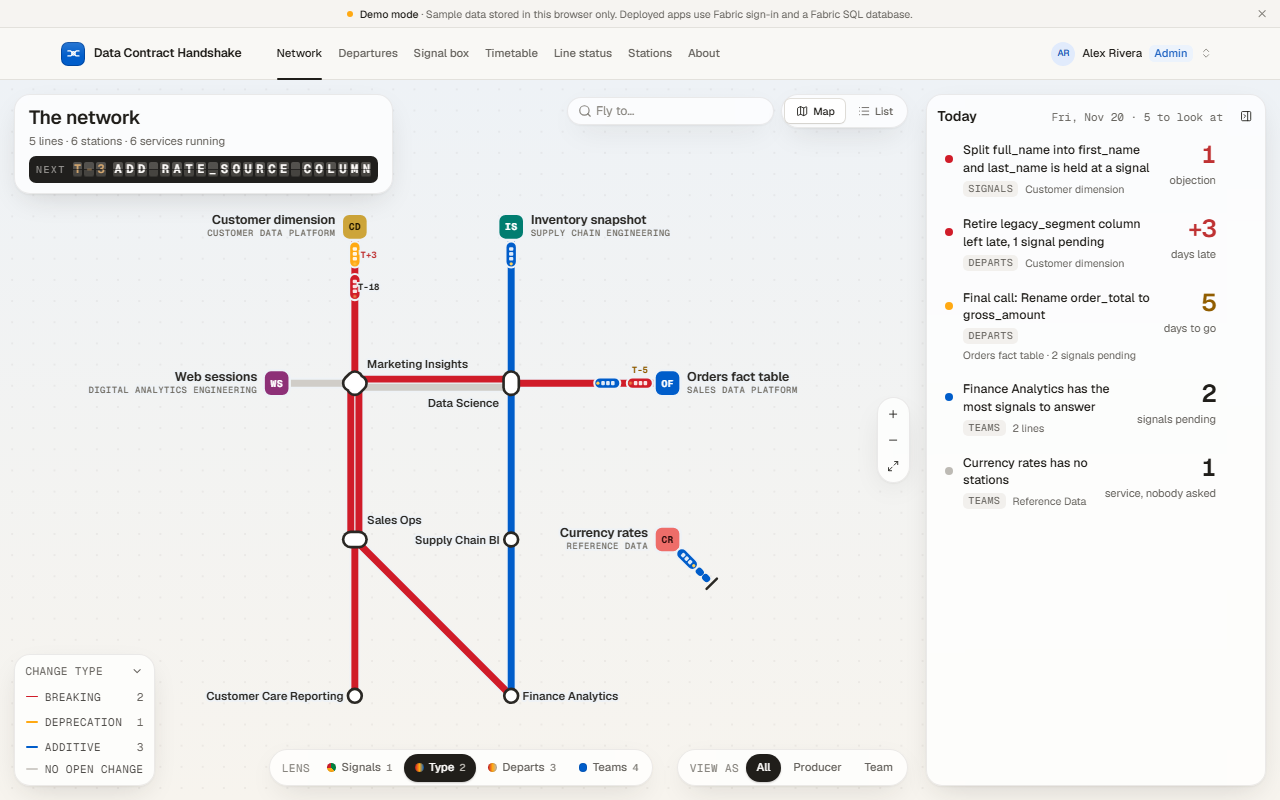 Demo mode · Sample data stored in this browser only. Deployed apps use Fabric sign-in and a Fabric SQL database.
Data Contract Handshake
Network
Departures
Signal box
Timetable
Line status
Stations
About
AR
Alex Rivera
Admin
The network
5 lines · 6 stations · 6 services running
NEXT T-3 ADD RATE_SOURCE COLUMN
Fly to…
Map
List
Customer dimension
CUSTOMER DATA PLATFORM
CD
T+3
T-18
IS
Inventory snapshot
SUPPLY CHAIN ENGINEERING
Marketing Insights
Web sessions
DIGITAL ANALYTICS ENGINEERING
WS
Data Science
T-5
OF
Orders fact table
SALES DATA PLATFORM
Sales Ops
Supply Chain BI
Currency rates
REFERENCE DATA
CR
Customer Care Reporting
Finance Analytics
CHANGE TYPE
BREAKING 2
DEPRECATION 1
ADDITIVE 3
NO OPEN CHANGE
LENS
Signals 1
Type 2
Departs 3
Teams 4
VIEW AS
All
Producer
Team
Today
Fri, Nov 20 · 5 to look at
Split full_name into first_name
and last_name is held at a signal
SIGNALS Customer dimension
1
objection
Retire legacy_segment column
left late, 1 signal pending
DEPARTS Customer dimension
+3
days late
Final call: Rename order_total to
gross_amount
DEPARTS
Orders fact table · 2 signals pending
5
days to go
Finance Analytics has the
most signals to answer
TEAMS 2 lines
2
signals pending
Currency rates has no
stations
TEAMS Reference Data
1
service, nobody asked